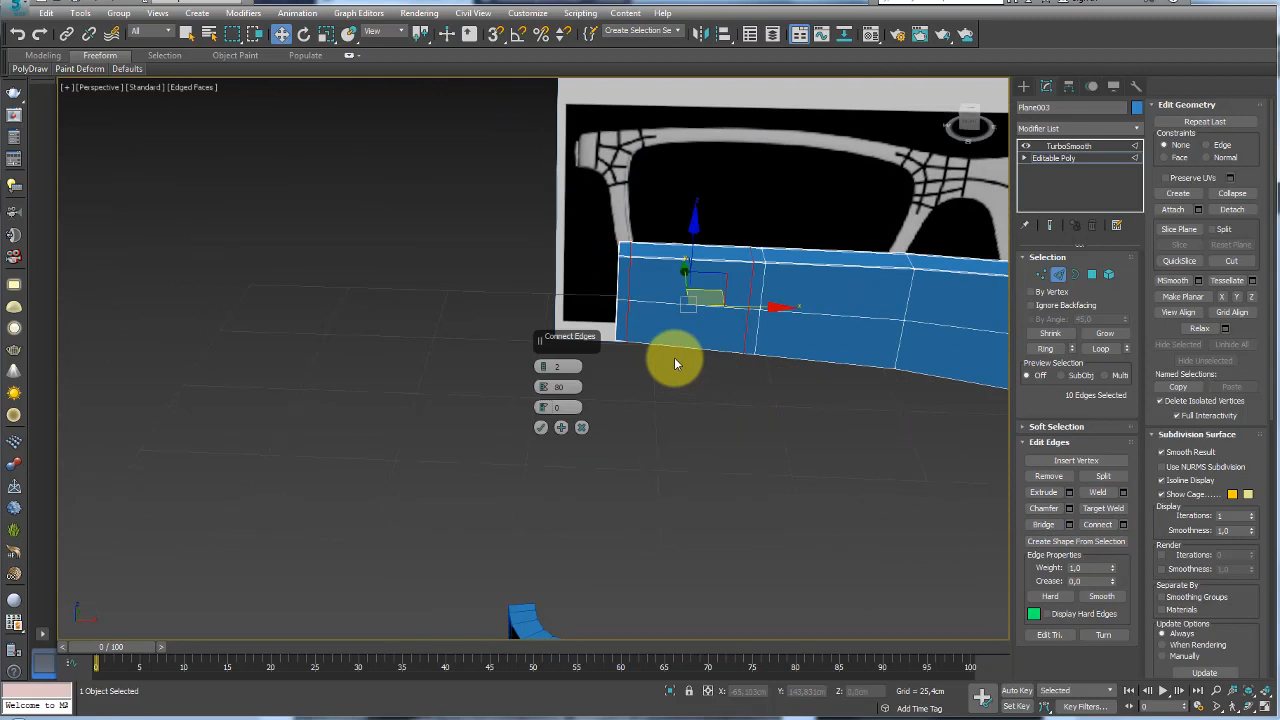 Edit Tools Group Views Create Modifiers Animation Graph Editors Rendering Civil View Customize Scripting Content Help
All View Create Selection Se
Modeling Freeform Selection Object Paint Populate
PolyDraw Paint Deform Defaults
[+] [Perspective] [Standard] [Edged Faces]
Connect Edges
2
80
0
Plane003
Modifier List
TurboSmooth
Editable Poly
Selection
By Vertex
Ignore Backfacing
By Angle: 45,0
Shrink Grow
Ring Loop
Preview Selection
Off SubObj Multi
10 Edges Selected
Soft Selection
Edit Edges
Insert Vertex
Remove Split
Extrude Weld
Chamfer Target Weld
Bridge Connect
Create Shape From Selection
Edge Properties
Weight: 1,0
Crease: 0,0
Hard Smooth
Display Hard Edges
Edit Tri. Turn
Edit Geometry
Repeat Last
Constraints
None Edge
Face Normal
Preserve UVs
Create Collapse
Attach Detach
Slice Plane Split
Slice Reset Plane
QuickSlice Cut
MSmooth Tessellate
Make Planar X Y Z
View Align Grid Align
Relax
Hide Selected Unhide All
Hide Unselected
Named Selections:
Copy Paste
Delete Isolated Vertices
Full Interactivity
Subdivision Surface
Smooth Result
Use NURMS Subdivision
Isoline Display
Show Cage......
Display
Iterations: 1
Smoothness: 1,0
Render
Iterations: 0
Smoothness: 1,0
Separate By
Smoothing Groups
Materials
Update Options
Always
When Rendering
Manually
Update
< 0 / 100 >
0 5 10 15 20 25 30 35 40 45 50 55 60 65 70 75 80 85 90 95 100
1 Object Selected
X: -65,103cm Y: 143,831cm Z: 0,0cm Grid = 25,4cm
Add Time Tag
Auto Key Selected
Set Key Key Filters...
0
Welcome to M